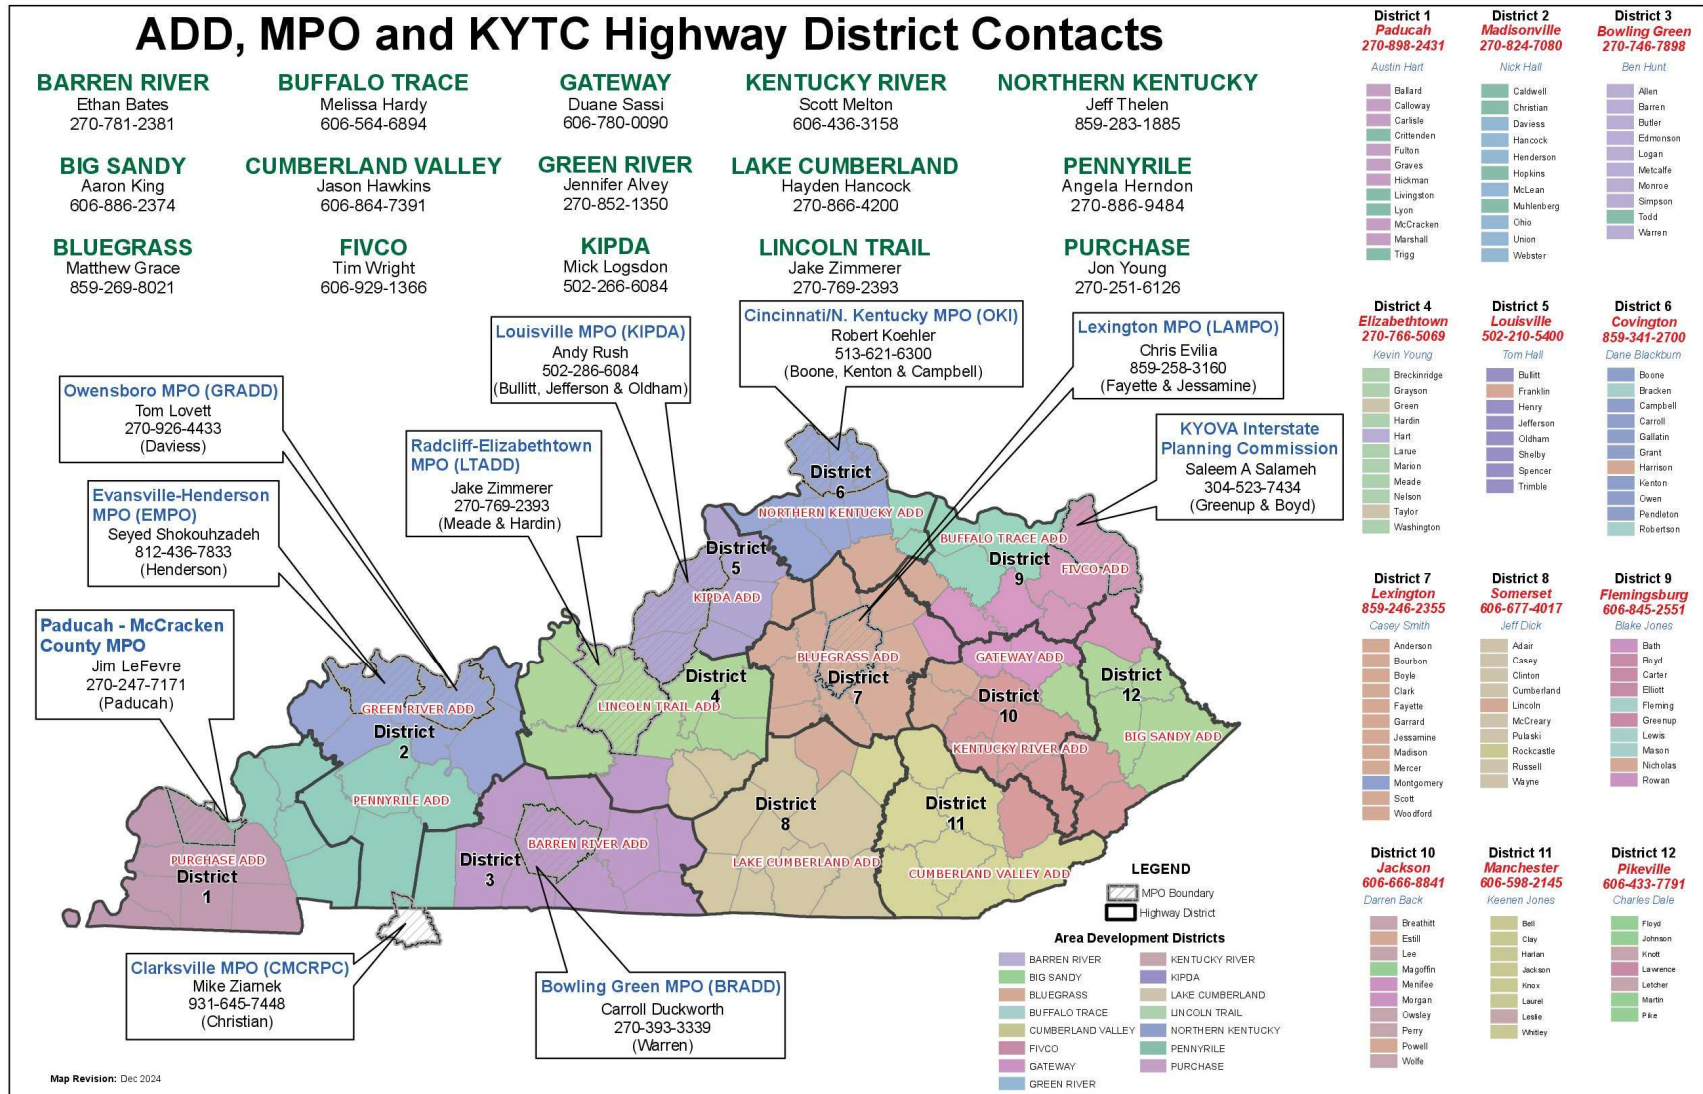 ADD, MPO and KYTC Highway District Contacts
BARREN RIVER
Ethan Bates
270-781-2381
BUFFALO TRACE
Melissa Hardy
606-564-6894
GATEWAY
Duane Sassi
606-780-0090
KENTUCKY RIVER
Scott Melton
606-436-3158
NORTHERN KENTUCKY
Jeff Thelen
859-283-1885
BIG SANDY
Aaron King
606-886-2374
CUMBERLAND VALLEY
Jason Hawkins
606-864-7391
GREEN RIVER
Jennifer Alvey
270-852-1350
LAKE CUMBERLAND
Hayden Hancock
270-866-4200
PENNYRILE
Angela Herndon
270-886-9484
BLUEGRASS
Matthew Grace
859-269-8021
FIVCO
Tim Wright
606-929-1366
KIPDA
Mick Logsdon
502-266-6084
LINCOLN TRAIL
Jake Zimmerer
270-769-2393
PURCHASE
Jon Young
270-251-6126
Owensboro MPO (GRADD)
Tom Lovett
270-926-4433
(Daviess)
Evansville-Henderson
MPO (EMPO)
Seyed Shokouhzadeh
812-436-7833
(Henderson)
Paducah - McCracken
County MPO
Jim LeFevre
270-247-7171
(Paducah)
Radcliff-Elizabethtown
MPO (LTADD)
Jake Zimmerer
270-769-2393
(Meade & Hardin)
Louisville MPO (KIPDA)
Andy Rush
502-286-6084
(Bullitt, Jefferson & Oldham)
Cincinnati/N. Kentucky MPO (OKI)
Robert Koehler
513-621-6300
(Boone, Kenton & Campbell)
Lexington MPO (LAMPO)
Chris Evilia
859-258-3160
(Fayette & Jessamine)
KYOVA Interstate
Planning Commission
Saleem A Salameh
304-523-7434
(Greenup & Boyd)
Clarksville MPO (CMCRPC)
Mike Ziarnek
931-645-7448
(Christian)
Bowling Green MPO (BRADD)
Carroll Duckworth
270-393-3339
(Warren)
District
6
NORTHERN KENTUCKY ADD
District
5
KIPDA ADD
BUFFALO TRACE ADD
District
9
FIVCO ADD
BLUEGRASS ADD
District
7
GATEWAY ADD
District
10
KENTUCKY RIVER ADD
District
12
BIG SANDY ADD
District
4
LINCOLN TRAIL ADD
GREEN RIVER ADD
District
2
PENNYRILE ADD
PURCHASE ADD
District
1
District
3
BARREN RIVER ADD
District
8
LAKE CUMBERLAND ADD
District
11
CUMBERLAND VALLEY ADD
LEGEND
MPO Boundary
Highway District
Area Development Districts
BARREN RIVER
BIG SANDY
BLUEGRASS
BUFFALO TRACE
CUMBERLAND VALLEY
FIVCO
GATEWAY
GREEN RIVER
KENTUCKY RIVER
KIPDA
LAKE CUMBERLAND
LINCOLN TRAIL
NORTHERN KENTUCKY
PENNYRILE
PURCHASE
Map Revision: Dec 2024
District 1
Paducah
270-898-2431
Austin Hart
Ballard
Calloway
Carlisle
Crittenden
Fulton
Graves
Hickman
Livingston
Lyon
McCracken
Marshall
Trigg
District 2
Madisonville
270-824-7080
Nick Hall
Caldwell
Christian
Daviess
Hancock
Henderson
Hopkins
McLean
Muhlenberg
Ohio
Union
Webster
District 3
Bowling Green
270-746-7898
Ben Hunt
Allen
Barren
Butler
Edmonson
Logan
Metcalfe
Monroe
Simpson
Todd
Warren
District 4
Elizabethtown
270-766-5069
Kevin Young
Breckinridge
Grayson
Green
Hardin
Hart
Larue
Marion
Meade
Nelson
Taylor
Washington
District 5
Louisville
502-210-5400
Tom Hall
Bullitt
Franklin
Henry
Jefferson
Oldham
Shelby
Spencer
Trimble
District 6
Covington
859-341-2700
Dane Blackburn
Boone
Bracken
Campbell
Carroll
Gallatin
Grant
Harrison
Kenton
Owen
Pendleton
Robertson
District 7
Lexington
859-246-2355
Casey Smith
Anderson
Bourbon
Boyle
Clark
Fayette
Garrard
Jessamine
Madison
Mercer
Montgomery
Scott
Woodford
District 8
Somerset
606-677-4017
Jeff Dick
Adair
Casey
Clinton
Cumberland
Lincoln
McCreary
Pulaski
Rockcastle
Russell
Wayne
District 9
Flemingsburg
606-845-2551
Blake Jones
Bath
Boyd
Carter
Elliott
Fleming
Greenup
Lewis
Mason
Nicholas
Rowan
District 10
Jackson
606-666-8841
Darren Back
Breathitt
Estill
Lee
Magoffin
Menifee
Morgan
Owsley
Perry
Powell
Wolfe
District 11
Manchester
606-598-2145
Keenen Jones
Bell
Clay
Harlan
Jackson
Knox
Laurel
Leslie
Whitley
District 12
Pikeville
606-433-7791
Charles Dale
Floyd
Johnson
Knott
Lawrence
Letcher
Martin
Pike